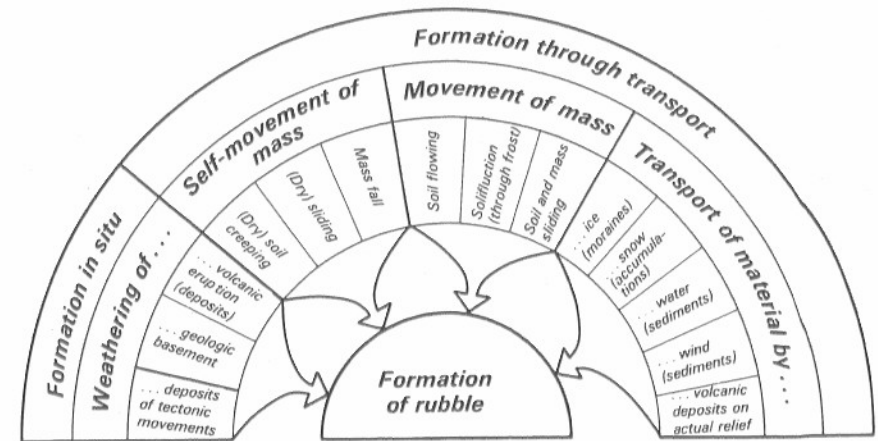 Formation through transport
Formation in situ
Self-movement of
mass
Movement of mass
Transport of material by...
Weathering of...
... deposits
of tectonic
movements
... geologic
basement
... volcanic
eruption
(deposits)
(Dry) soil
creeping
(Dry) sliding
Mass fall
Soil flowing
Solifluction
(through frost)
Soil and mass
sliding
... ice
(moraines)
... snow
(accumula-
tions)
... water
(sediments)
... wind
(sediments)
... volcanic
deposits on
actual relief
Formation
of rubble